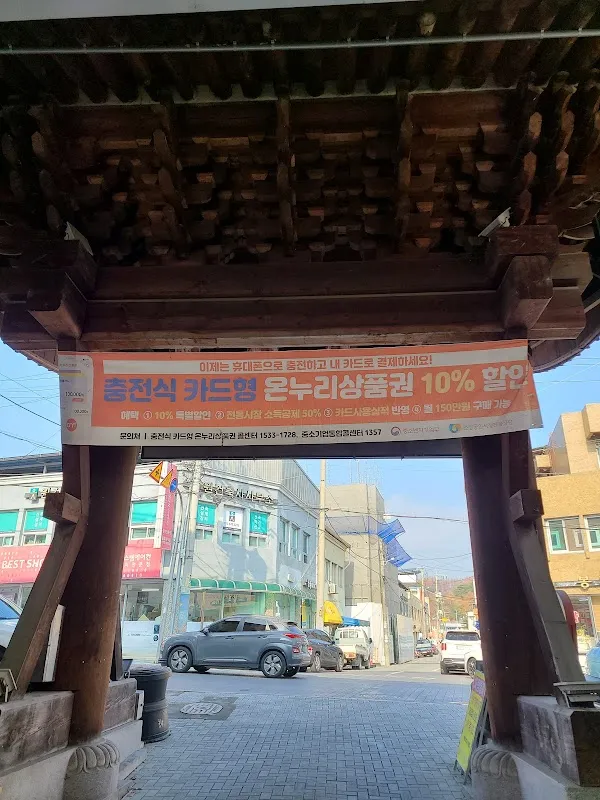 이제는 휴대폰으로 충전하고 내 카드로 결제하세요!
충전식 카드형 온누리상품권 10% 할인
혜택 ① 10% 특별할인 ② 전통시장 소득공제 30% ③ 카드사용실적 반영 ④ 월 150만원 구매 가능
문의처 | 충전식 카드형 온누리상품권 콜센터 1533-1728, 중소기업통합콜센터 1357
BEST